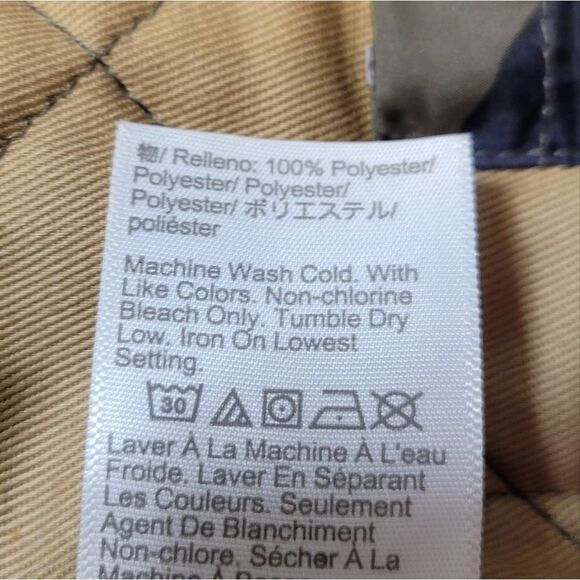 物/ Relleno: 100% Polyester/
Polyester/ Polyester/
Polyester/ ポリエステル/
poliéster
Machine Wash Cold. With
Like Colors. Non-chlorine
Bleach Only. Tumble Dry
Low. Iron On Lowest
Setting.
30
Laver À La Machine À L'eau
Froide. Laver En Séparant
Les Couleurs. Seulement
Agent De Blanchiment
Non-chlore. Sécher À La
Machine À